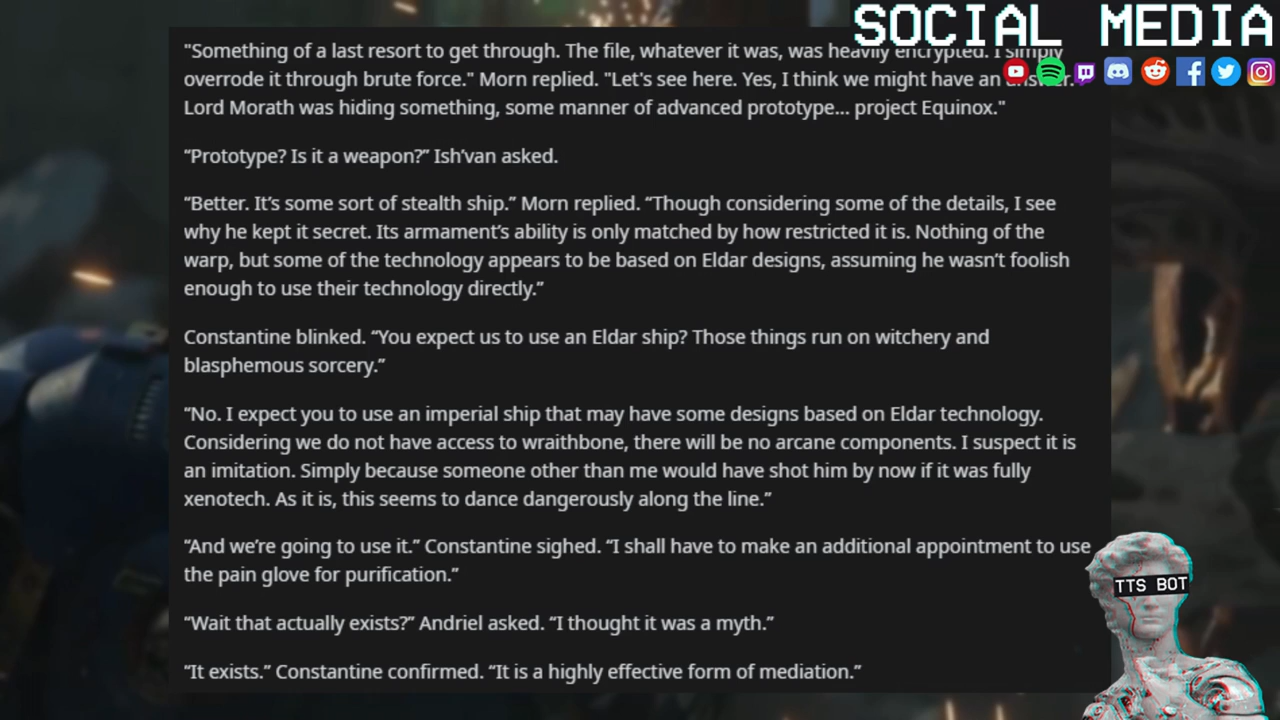 SOCIAL MEDIA
"Something of a last resort to get through. The file, whatever it was, was heavily encrypted. I simply
overrode it through brute force." Morn replied. "Let's see here. Yes, I think we might have an answer.
Lord Morath was hiding something, some manner of advanced prototype... project Equinox."
“Prototype? Is it a weapon?” Ish’van asked.
“Better. It’s some sort of stealth ship.” Morn replied. “Though considering some of the details, I see
why he kept it secret. Its armament’s ability is only matched by how restricted it is. Nothing of the
warp, but some of the technology appears to be based on Eldar designs, assuming he wasn’t foolish
enough to use their technology directly.”
Constantine blinked. “You expect us to use an Eldar ship? Those things run on witchery and
blasphemous sorcery.”
“No. I expect you to use an imperial ship that may have some designs based on Eldar technology.
Considering we do not have access to wraithbone, there will be no arcane components. I suspect it is
an imitation. Simply because someone other than me would have shot him by now if it was fully
xenotech. As it is, this seems to dance dangerously along the line.”
“And we’re going to use it.” Constantine sighed. “I shall have to make an additional appointment to use
the pain glove for purification.”
“Wait that actually exists?” Andriel asked. “I thought it was a myth.”
“It exists.” Constantine confirmed. “It is a highly effective form of mediation.”
TTS BOT